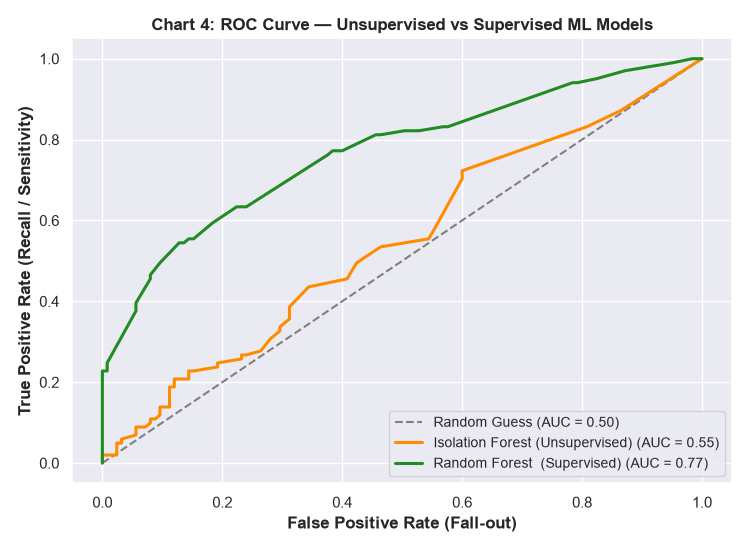 Chart 4: ROC Curve — Unsupervised vs Supervised ML Models
True Positive Rate (Recall / Sensitivity)
1.0
0.8
0.6
0.4
0.2
0.0
Random Guess (AUC = 0.50)
Isolation Forest (Unsupervised) (AUC = 0.55)
Random Forest  (Supervised) (AUC = 0.77)
0.0 0.2 0.4 0.6 0.8 1.0
False Positive Rate (Fall-out)